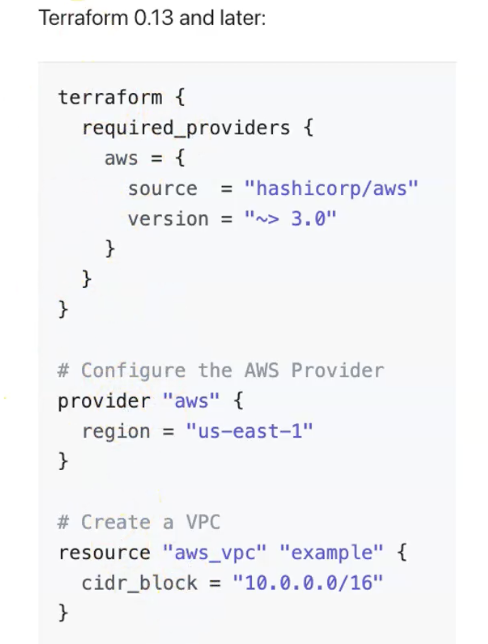 Terraform 0.13 and later:
terraform {
  required_providers {
    aws = {
      source  = "hashicorp/aws"
      version = "~> 3.0"
    }
  }
}
# Configure the AWS Provider
provider "aws" {
  region = "us-east-1"
}
# Create a VPC
resource "aws_vpc" "example" {
  cidr_block = "10.0.0.0/16"
}